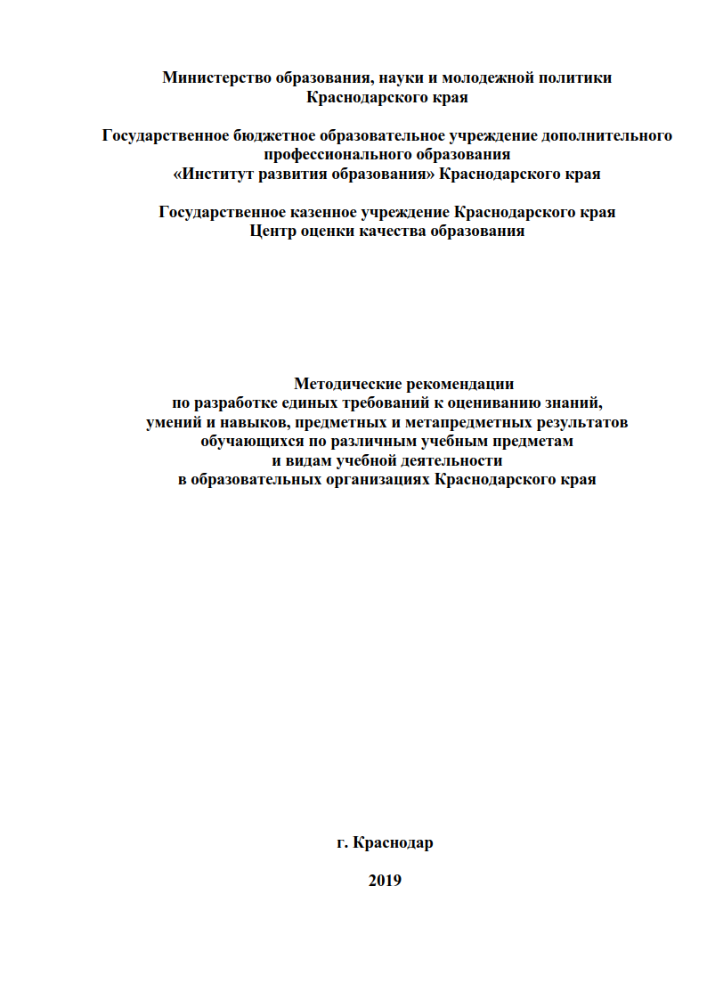 Министерство образования, науки и молодежной политики
Краснодарского края
Государственное бюджетное образовательное учреждение дополнительного
профессионального образования
«Институт развития образования» Краснодарского края
Государственное казенное учреждение Краснодарского края
Центр оценки качества образования
Методические рекомендации
по разработке единых требований к оцениванию знаний,
умений и навыков, предметных и метапредметных результатов
обучающихся по различным учебным предметам
и видам учебной деятельности
в образовательных организациях Краснодарского края
г. Краснодар
2019